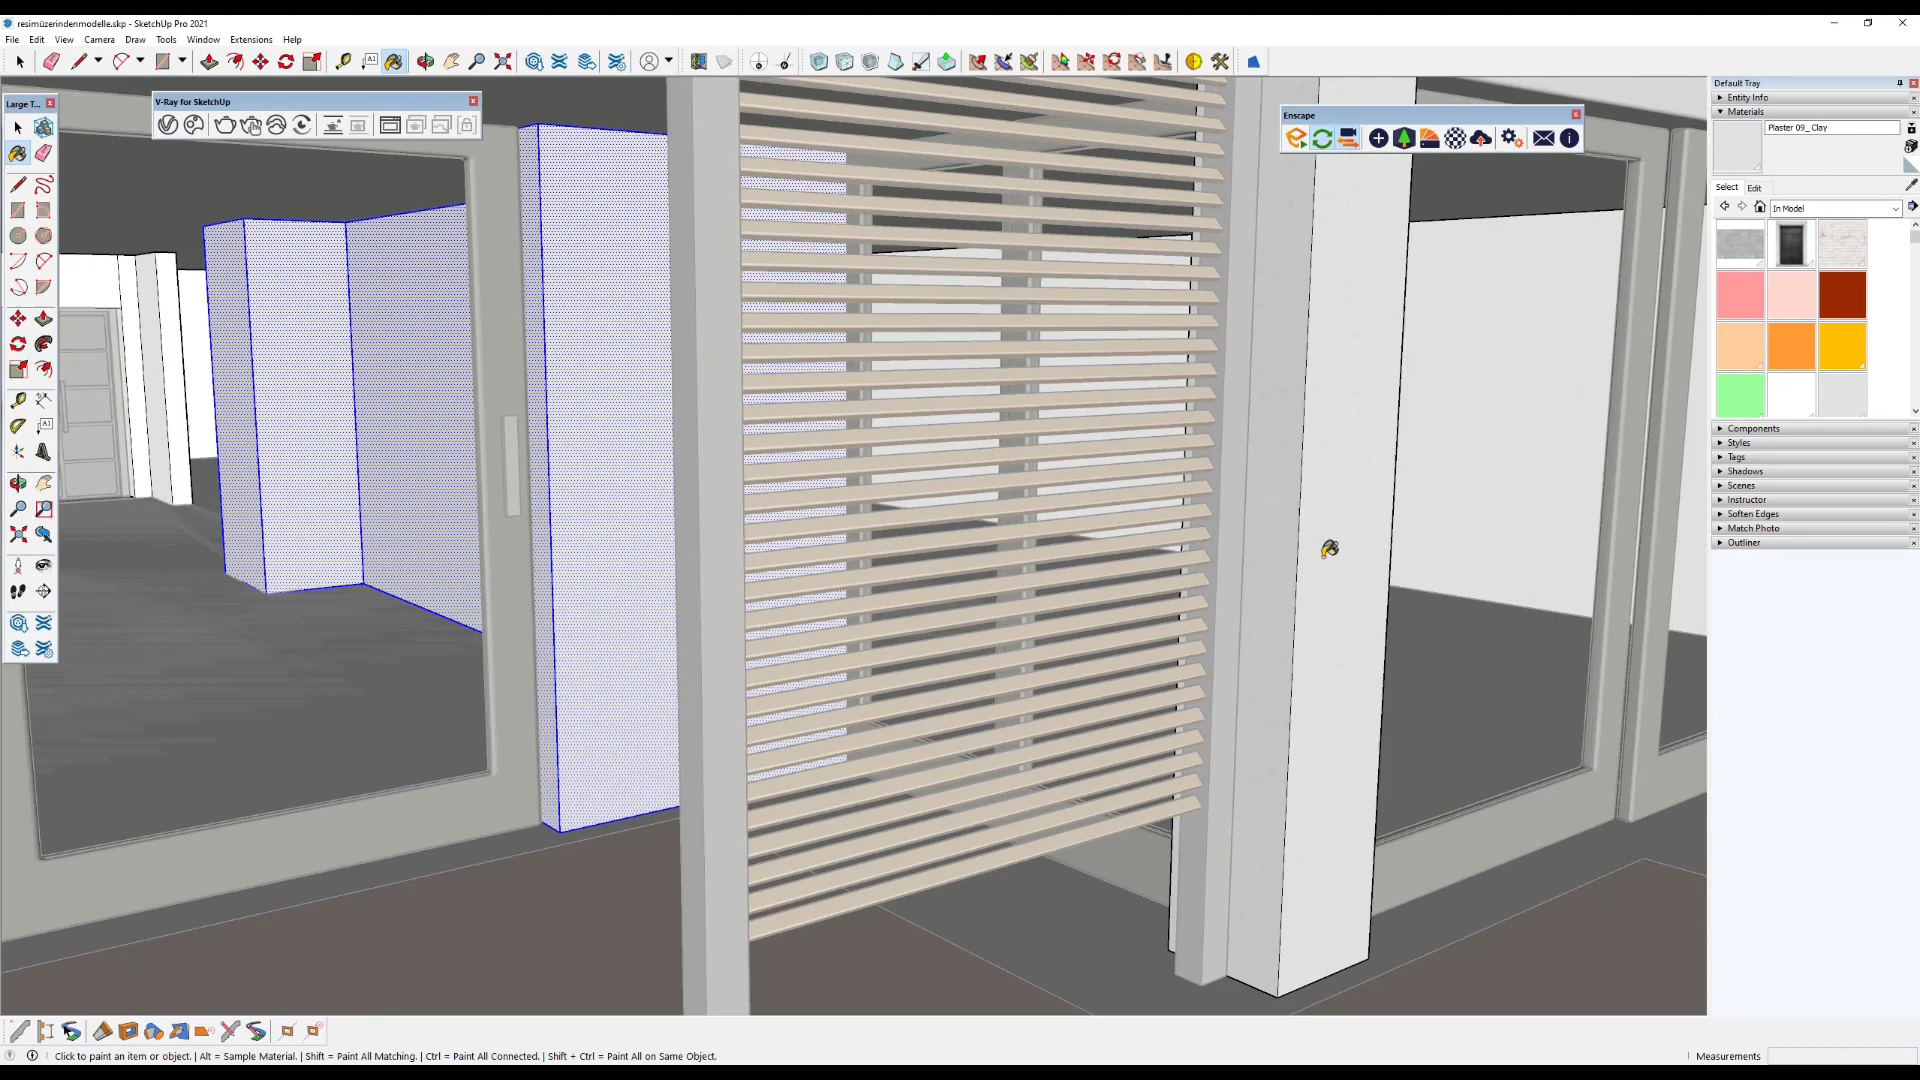 resimüzerindenmodelle.skp - SketchUp Pro 2021
File Edit View Camera Draw Tools Window Extensions Help
A1
Default Tray
Entity Info
Materials
Plaster 09_ Clay
Select Edit
In Model
Components
Styles
Tags
Shadows
Scenes
Instructor
Soften Edges
Match Photo
Outliner
Large T...
A1
V-Ray for SketchUp
Enscape
Click to paint an item or object. | Alt = Sample Material. | Shift = Paint All Matching. | Ctrl = Paint All Connected. | Shift + Ctrl = Paint All on Same Object.
Measurements